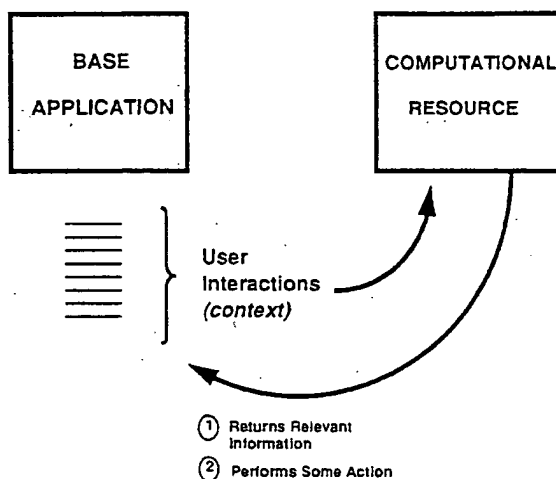 BASE
APPLICATION
COMPUTATIONAL
RESOURCE
User
Interactions
(context)
1 Returns Relevant
Information
2 Performs Some Action